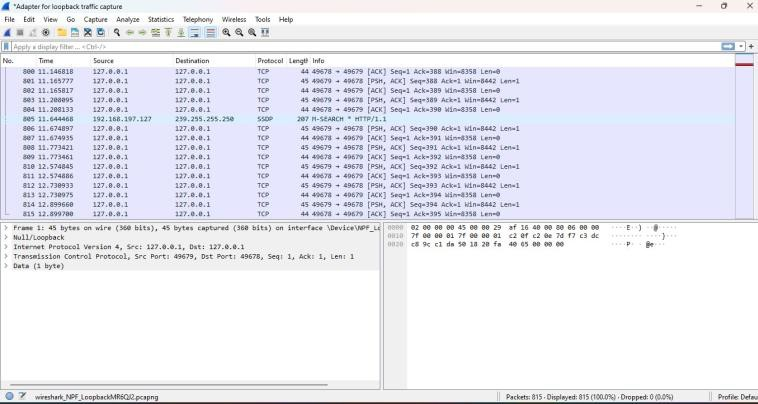 *Adapter for loopback traffic capture
File Edit View Go Capture Analyze Statistics Telephony Wireless Tools Help
Apply a display filter ... <Ctrl-/>
No. Time Source Destination Protocol Length Info
800 11.146818 127.0.0.1 127.0.0.1 TCP 44 49678 → 49679 [ACK] Seq=1 Ack=388 Win=8358 Len=0
801 11.165777 127.0.0.1 127.0.0.1 TCP 45 49679 → 49678 [PSH, ACK] Seq=388 Ack=1 Win=8442 Len=1
802 11.165817 127.0.0.1 127.0.0.1 TCP 44 49678 → 49679 [ACK] Seq=1 Ack=389 Win=8358 Len=0
803 11.208095 127.0.0.1 127.0.0.1 TCP 45 49679 → 49678 [PSH, ACK] Seq=389 Ack=1 Win=8442 Len=1
804 11.208133 127.0.0.1 127.0.0.1 TCP 44 49678 → 49679 [ACK] Seq=1 Ack=390 Win=8358 Len=0
805 11.644468 192.168.197.127 239.255.255.250 SSDP 207 M-SEARCH * HTTP/1.1
806 11.674897 127.0.0.1 127.0.0.1 TCP 45 49679 → 49678 [PSH, ACK] Seq=390 Ack=1 Win=8442 Len=1
807 11.674935 127.0.0.1 127.0.0.1 TCP 44 49678 → 49679 [ACK] Seq=1 Ack=391 Win=8358 Len=0
808 11.773421 127.0.0.1 127.0.0.1 TCP 45 49679 → 49678 [PSH, ACK] Seq=391 Ack=1 Win=8442 Len=1
809 11.773461 127.0.0.1 127.0.0.1 TCP 44 49678 → 49679 [ACK] Seq=1 Ack=392 Win=8358 Len=0
810 12.574845 127.0.0.1 127.0.0.1 TCP 45 49679 → 49678 [PSH, ACK] Seq=392 Ack=1 Win=8442 Len=1
811 12.574886 127.0.0.1 127.0.0.1 TCP 44 49678 → 49679 [ACK] Seq=1 Ack=393 Win=8358 Len=0
812 12.730933 127.0.0.1 127.0.0.1 TCP 45 49679 → 49678 [PSH, ACK] Seq=393 Ack=1 Win=8442 Len=1
813 12.730975 127.0.0.1 127.0.0.1 TCP 44 49678 → 49679 [ACK] Seq=1 Ack=394 Win=8358 Len=0
814 12.899660 127.0.0.1 127.0.0.1 TCP 45 49679 → 49678 [PSH, ACK] Seq=394 Ack=1 Win=8442 Len=1
815 12.899700 127.0.0.1 127.0.0.1 TCP 44 49678 → 49679 [ACK] Seq=1 Ack=395 Win=8358 Len=0
Frame 1: 45 bytes on wire (360 bits), 45 bytes captured (360 bits) on interface \Device\NPF_Lo
Null/Loopback
Internet Protocol Version 4, Src: 127.0.0.1, Dst: 127.0.0.1
Transmission Control Protocol, Src Port: 49679, Dst Port: 49678, Seq: 1, Ack: 1, Len: 1
Data (1 byte)
0000 02 00 00 00 45 00 00 29 af 16 40 00 80 06 00 00 ····E··) ··@·····
0010 7f 00 00 01 7f 00 00 01 c2 0f c2 0e 7d f7 c3 dc ········ ····}···
0020 c8 9c c1 da 50 18 20 fa 40 65 00 00 00 ····P· · @e···
wireshark_NPF_LoopbackMR6QJ2.pcapng
Packets: 815 · Displayed: 815 (100.0%) · Dropped: 0 (0.0%)
Profile: Defau